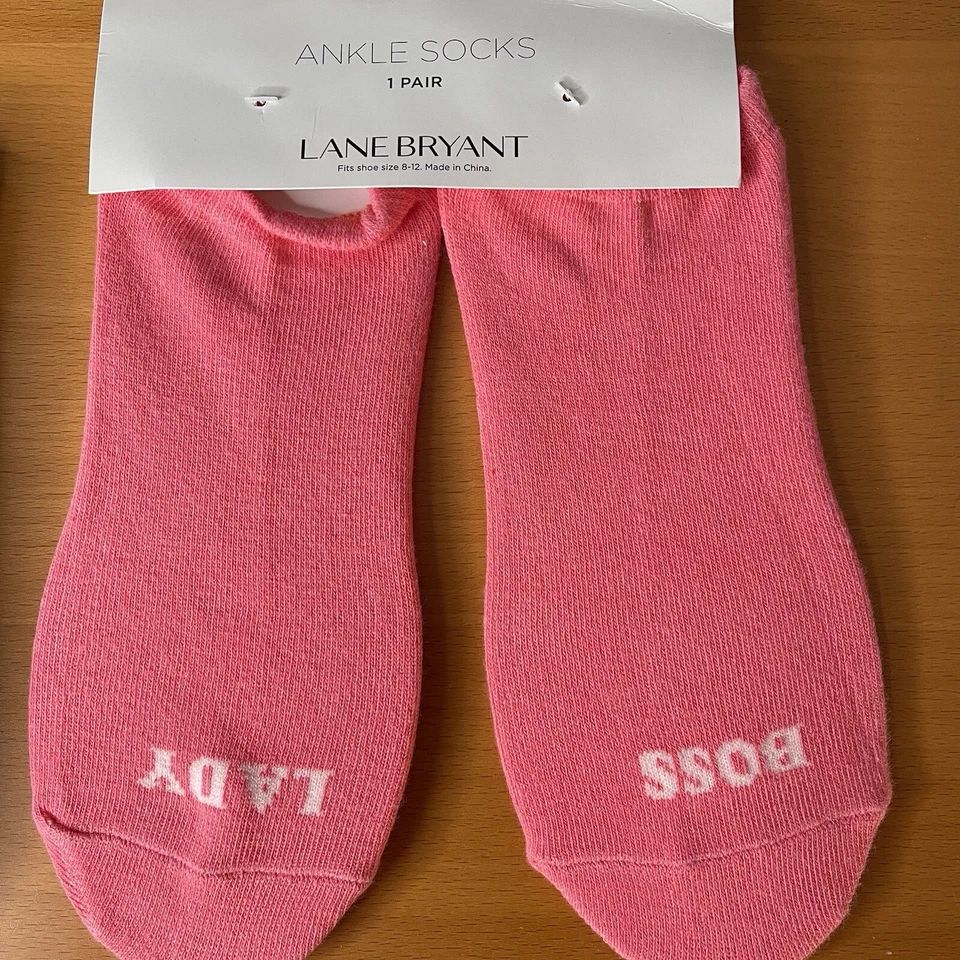 ANKLE SOCKS
1 PAIR
LANE BRYANT
Fits shoe size 8-12. Made in China.
LADY
BOSS